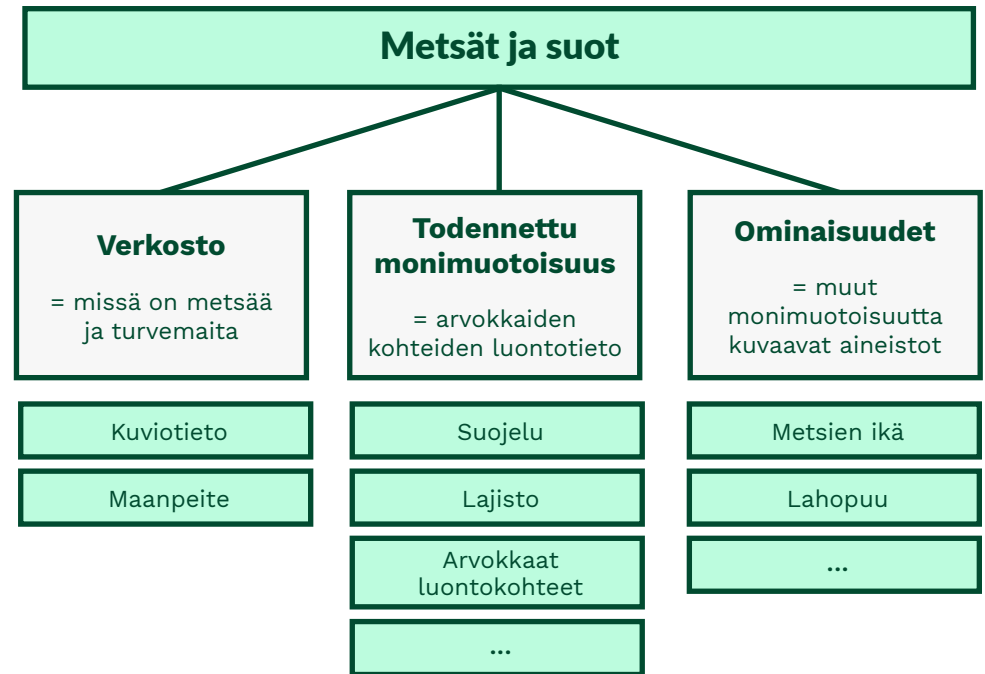 Metsät ja suot
Verkosto
= missä on metsää
ja turvemaita
Kuviotieto
Maanpeite
Todennettu
monimuotoisuus
= arvokkaiden
kohteiden luontotieto
Suojelu
Lajisto
Arvokkaat
luontokohteet
...
Ominaisuudet
= muut
monimuotoisuutta
kuvaavat aineistot
Metsien ikä
Lahopuu
...